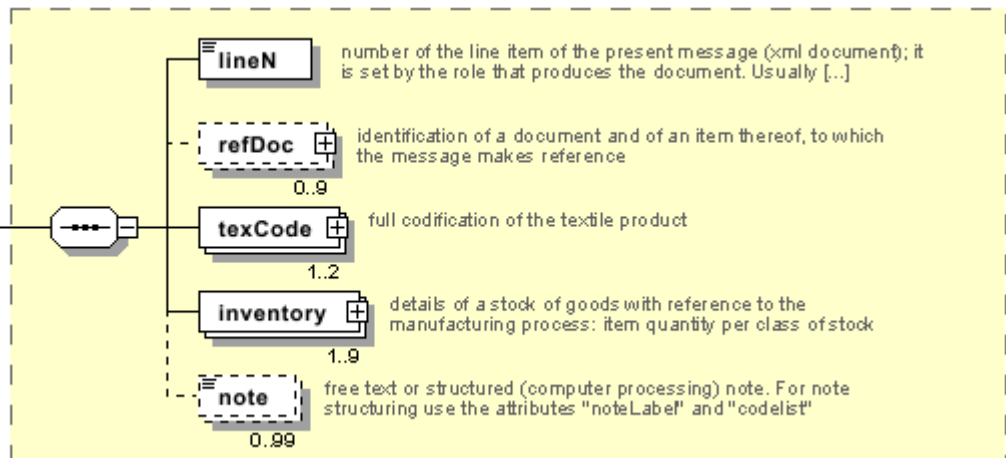 lineN
number of the line item of the present message (xml document); it
is set by the role that produces the document. Usually [...]
refDoc
identification of a document and of an item thereof, to which
the message makes reference
0..9
texCode
full codification of the textile product
1..2
inventory
details of a stock of goods with reference to the
manufacturing process: item quantity per class of stock
1..9
note
free text or structured (computer processing) note. For note
structuring use the attributes "noteLabel" and "codelist"
0..99